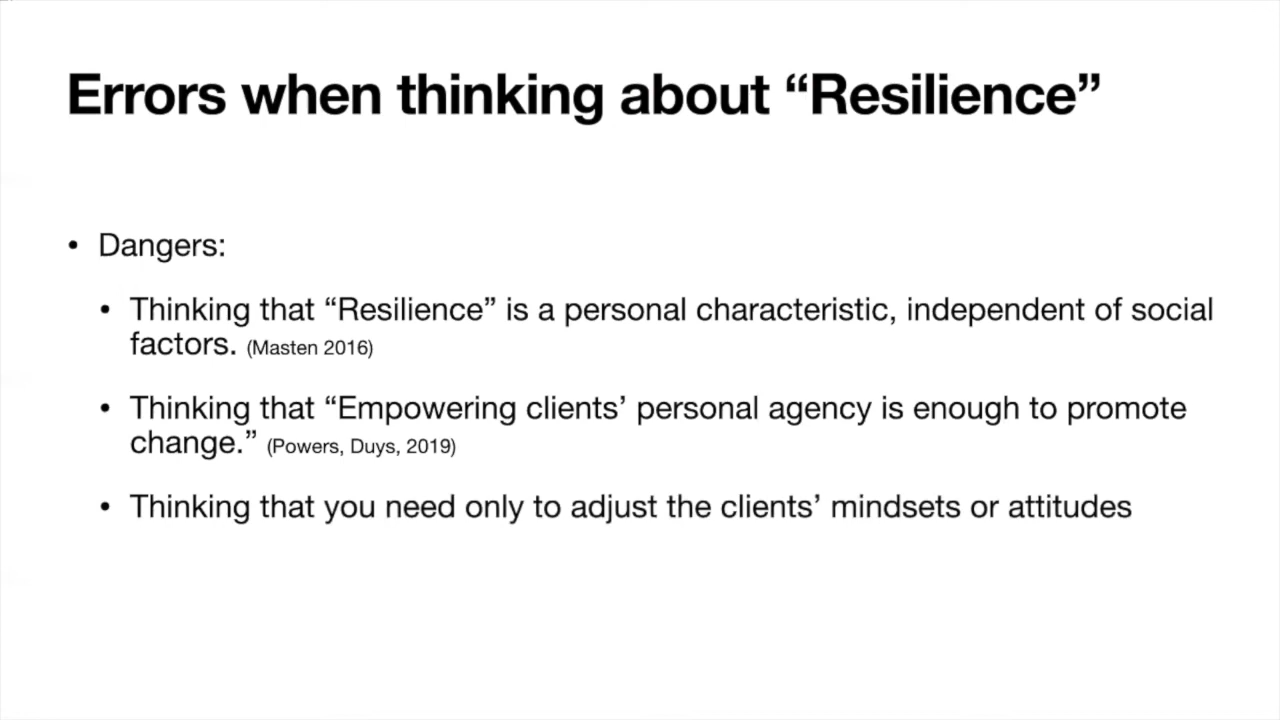 Errors when thinking about “Resilience”
• Dangers:
• Thinking that “Resilience” is a personal characteristic, independent of social
factors. (Masten 2016)
• Thinking that “Empowering clients’ personal agency is enough to promote
change.” (Powers, Duys, 2019)
• Thinking that you need only to adjust the clients’ mindsets or attitudes